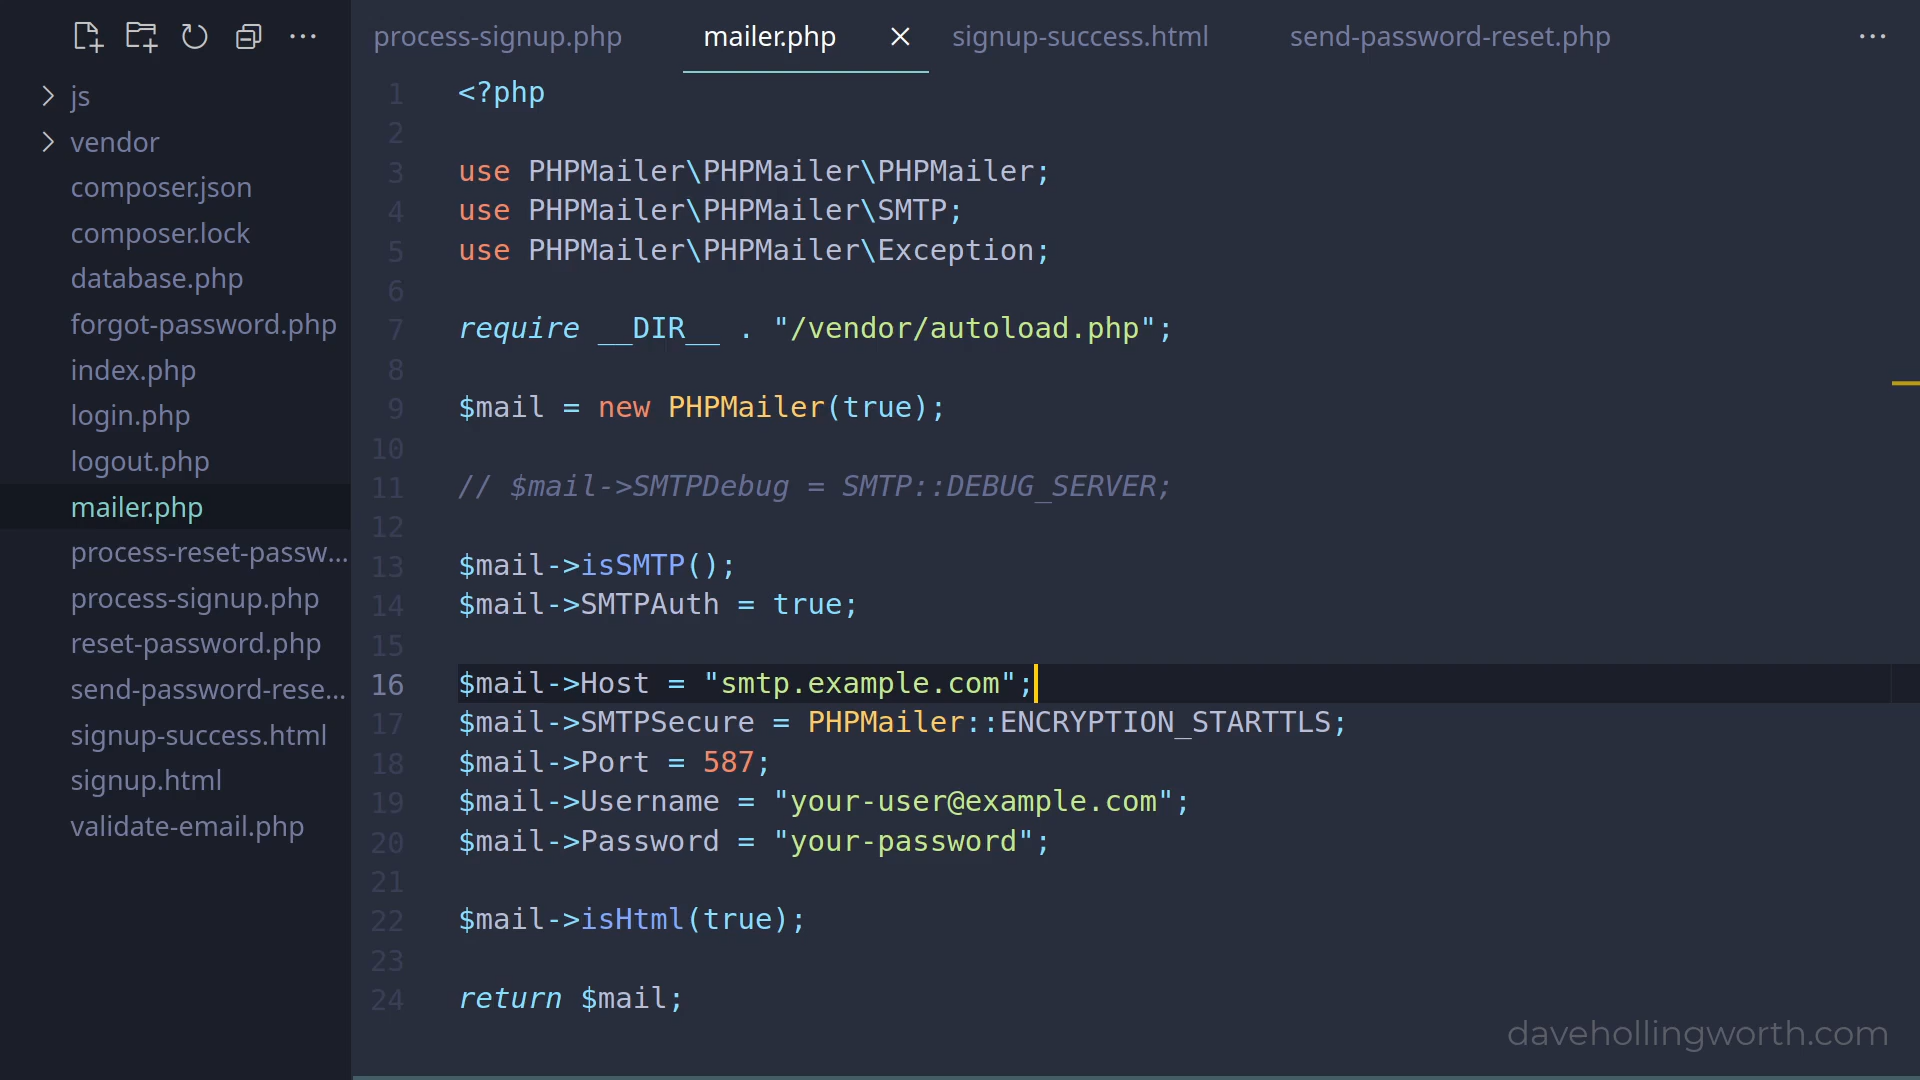 process-signup.php mailer.php signup-success.html send-password-reset.php
js
vendor
composer.json
composer.lock
database.php
forgot-password.php
index.php
login.php
logout.php
mailer.php
process-reset-passw...
process-signup.php
reset-password.php
send-password-rese...
signup-success.html
signup.html
validate-email.php
1 <?php
2
3 use PHPMailer\PHPMailer\PHPMailer;
4 use PHPMailer\PHPMailer\SMTP;
5 use PHPMailer\PHPMailer\Exception;
6
7 require __DIR__ . "/vendor/autoload.php";
8
9 $mail = new PHPMailer(true);
10
11 // $mail->SMTPDebug = SMTP::DEBUG_SERVER;
12
13 $mail->isSMTP();
14 $mail->SMTPAuth = true;
15
16 $mail->Host = "smtp.example.com";
17 $mail->SMTPSecure = PHPMailer::ENCRYPTION_STARTTLS;
18 $mail->Port = 587;
19 $mail->Username = "your-user@example.com";
20 $mail->Password = "your-password";
21
22 $mail->isHtml(true);
23
24 return $mail;
davehollingworth.com